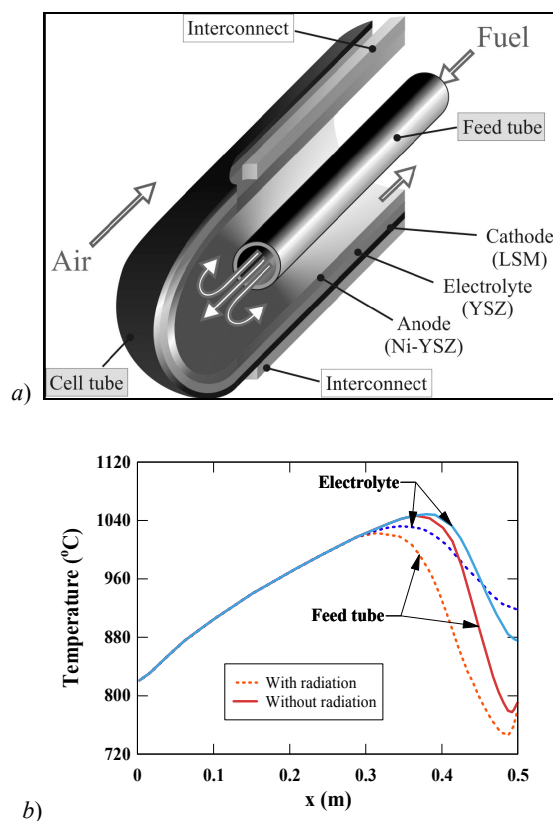 a)
Interconnect
Fuel
Feed tube
Air
Cathode
(LSM)
Electrolyte
(YSZ)
Anode
(Ni-YSZ)
Cell tube
Interconnect
b)
Temperature (ºC)
1120
1040
960
880
800
720
Electrolyte
Feed tube
With radiation
Without radiation
0
0.1
0.2
0.3
0.4
0.5
x (m)